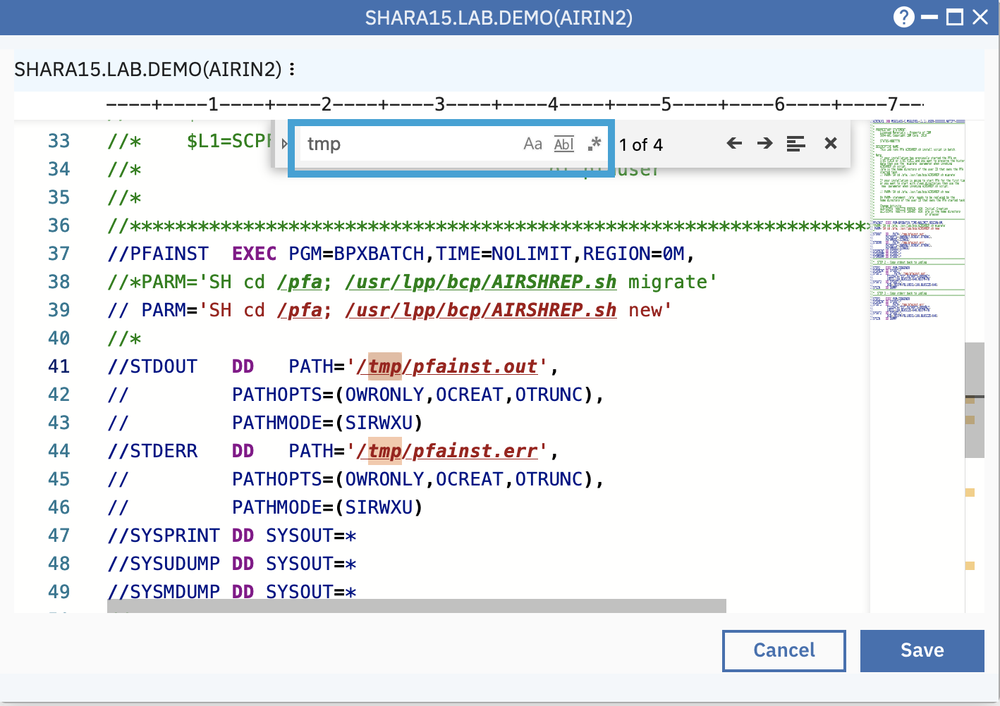 SHARA15.LAB.DEMO(AIRIN2)
SHARA15.LAB.DEMO(AIRIN2)
----+----1----+----2----+----3----+----4----+----5----+----6----+----7--
tmp
Aa Abl .* 1 of 4
33 //* $L1=SCPF
34 //* of pfauser
35 //*
36 //*****************************************************************
37 //PFAINST EXEC PGM=BPXBATCH,TIME=NOLIMIT,REGION=0M,
38 //*PARM='SH cd /pfa; /usr/lpp/bcp/AIRSHREP.sh migrate'
39 // PARM='SH cd /pfa; /usr/lpp/bcp/AIRSHREP.sh new'
40 //*
41 //STDOUT DD PATH='/tmp/pfainst.out',
42 // PATHOPTS=(OWRONLY,OCREAT,OTRUNC),
43 // PATHMODE=(SIRWXU)
44 //STDERR DD PATH='/tmp/pfainst.err',
45 // PATHOPTS=(OWRONLY,OCREAT,OTRUNC),
46 // PATHMODE=(SIRWXU)
47 //SYSPRINT DD SYSOUT=*
48 //SYSUDUMP DD SYSOUT=*
49 //SYSMDUMP DD SYSOUT=*
Cancel Save